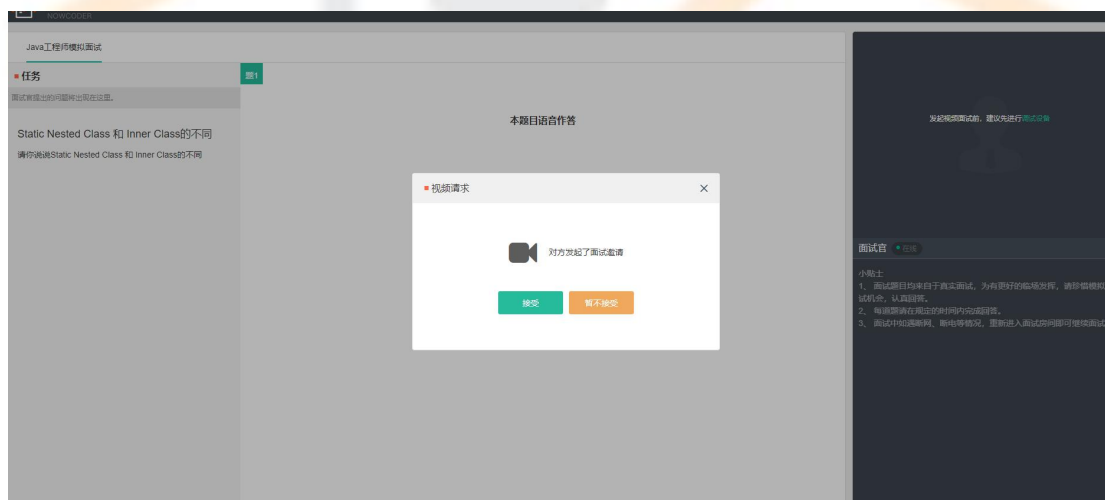 NOWCODER
Java工程师模拟面试
任务
面试官提出的问题将出现在这里。
Static Nested Class 和 Inner Class的不同
请你说说Static Nested Class 和 Inner Class的不同
题1
本题目语音作答
视频请求
对方发起了面试邀请
接受
暂不接受
发起视频面试前，建议先进行调试设备
面试官
在线
小贴士
1、 面试题目均来自于真实面试，为有更好的临场发挥，请珍惜模拟
试机会，认真回答。
2、 每道题请在规定的时间内完成回答。
3、 面试中如遇断网、断电等情况，重新进入面试房间即可继续面试